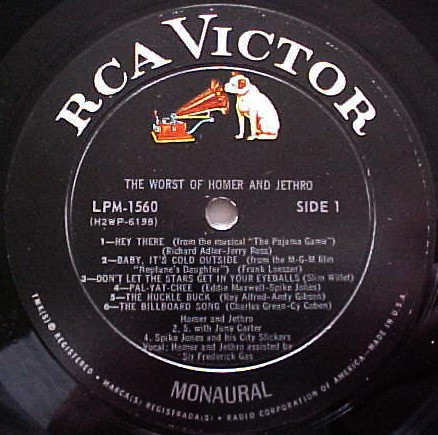 RCA VICTOR
THE WORST OF HOMER AND JETHRO
LPM-1560
SIDE 1
(H2WP-6198)
1—HEY THERE (from the musical "The Pajama Game")
(Richard Adler-Jerry Ross)
2—BABY, IT'S COLD OUTSIDE (from the M-G-M film
"Neptune's Daughter") (Frank Loesser)
3—DON'T LET THE STARS GET IN YOUR EYEBALLS (Slim Willet)
4—PAL-YAT-CHEE (Eddie Maxwell-Spike Jones)
5—THE HUCKLE BUCK (Roy Alfred-Andy Gibson)
6—THE BILLBOARD SONG (Charles Green-Cy Coben)
Homer and Jethro
2, 5, with June Carter
4. Spike Jones and his City Slickers
Vocal: Homer and Jethro assisted by
Sir Frederick Gas
MONAURAL
TMK(S) ® REGISTERED • MARCA(S) REGISTRADA(S) • RADIO CORPORATION OF AMERICA—MADE IN U.S.A.